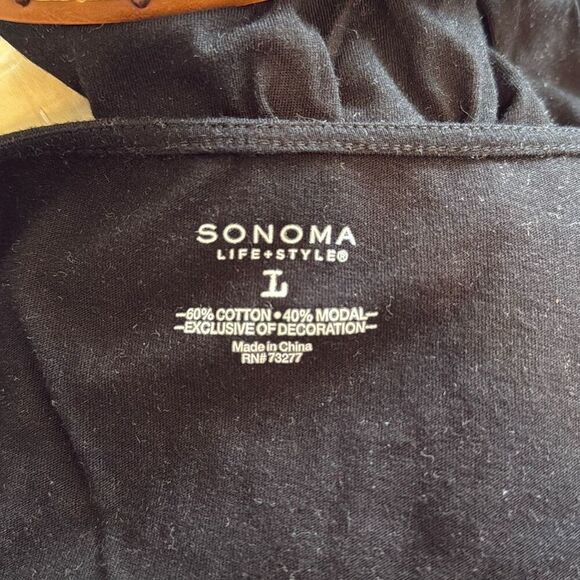 SONOMA
LIFE+STYLE®
L
—60% COTTON • 40% MODAL—
—EXCLUSIVE OF DECORATION—
Made in China
RN# 73277